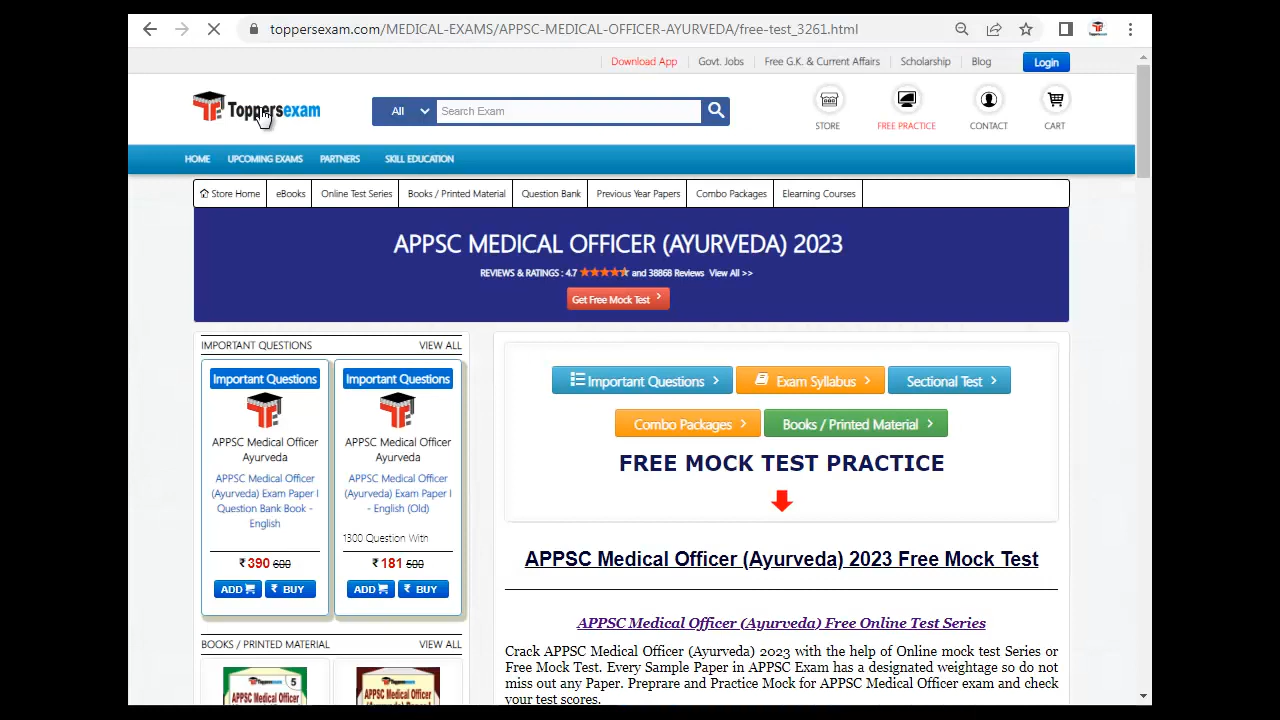 toppersexam.com/MEDICAL-EXAMS/APPSC-MEDICAL-OFFICER-AYURVEDA/free-test_3261.html
Download App Govt. Jobs Free G.K. & Current Affairs Scholarship Blog Login
Toppersexam All Search Exam
STORE FREE PRACTICE CONTACT CART
HOME UPCOMING EXAMS PARTNERS SKILL EDUCATION
Store Home eBooks Online Test Series Books / Printed Material Question Bank Previous Year Papers Combo Packages Elearning Courses
APPSC MEDICAL OFFICER (AYURVEDA) 2023
REVIEWS & RATINGS : 4.7 and 38868 Reviews View All >>
Get Free Mock Test
IMPORTANT QUESTIONS VIEW ALL
Important Questions
APPSC Medical Officer
Ayurveda
APPSC Medical Officer
(Ayurveda) Exam Paper I
Question Bank Book -
English
₹390 600
ADD ₹ BUY
Important Questions
APPSC Medical Officer
Ayurveda
APPSC Medical Officer
(Ayurveda) Exam Paper I
- English (Old)
1300 Question With
₹181 500
ADD ₹ BUY
BOOKS / PRINTED MATERIAL VIEW ALL
Toppersexam 5
APPSC Medical Officer
Toppersexam
APPSC Medical Officer
Important Questions Exam Syllabus Sectional Test
Combo Packages Books / Printed Material
FREE MOCK TEST PRACTICE
APPSC Medical Officer (Ayurveda) 2023 Free Mock Test
APPSC Medical Officer (Ayurveda) Free Online Test Series
Crack APPSC Medical Officer (Ayurveda) 2023 with the help of Online mock test Series or
Free Mock Test. Every Sample Paper in APPSC Exam has a designated weightage so do not
miss out any Paper. Preprare and Practice Mock for APPSC Medical Officer exam and check
your test scores.